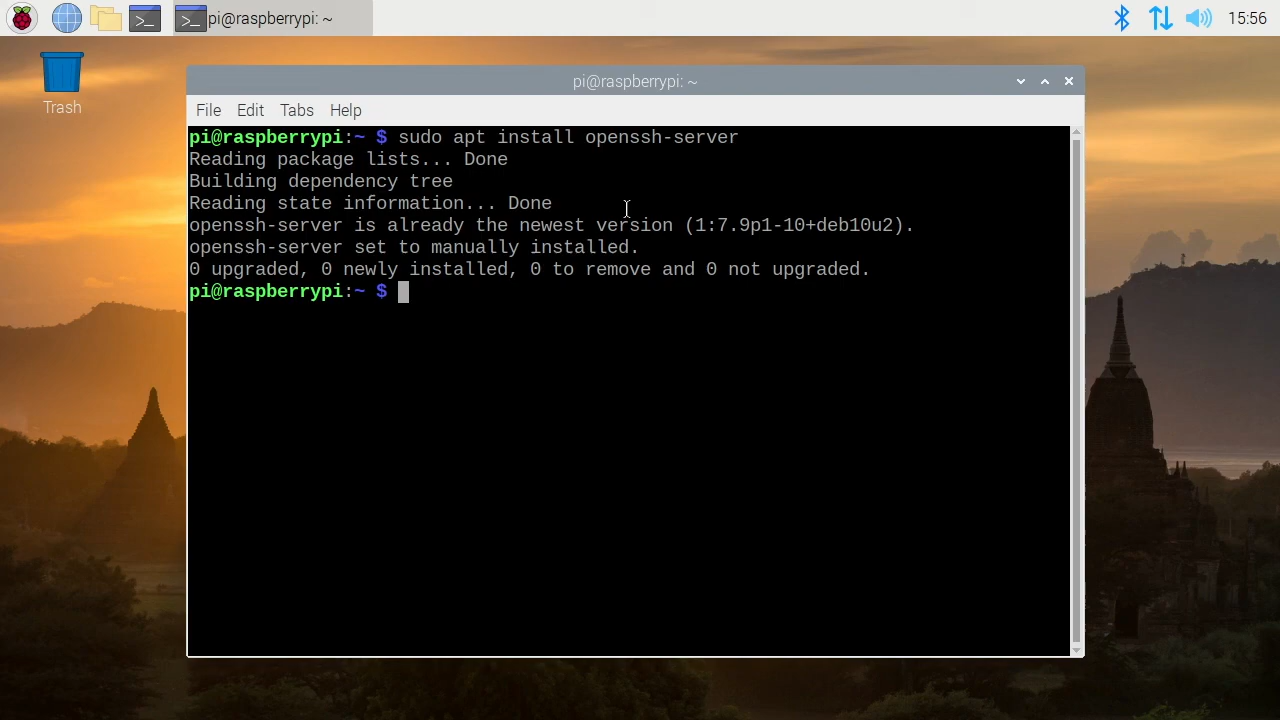 pi@raspberrypi: ~
15:56
Trash
pi@raspberrypi: ~
File Edit Tabs Help
pi@raspberrypi:~ $ sudo apt install openssh-server
Reading package lists... Done
Building dependency tree
Reading state information... Done
openssh-server is already the newest version (1:7.9p1-10+deb10u2).
openssh-server set to manually installed.
0 upgraded, 0 newly installed, 0 to remove and 0 not upgraded.
pi@raspberrypi:~ $